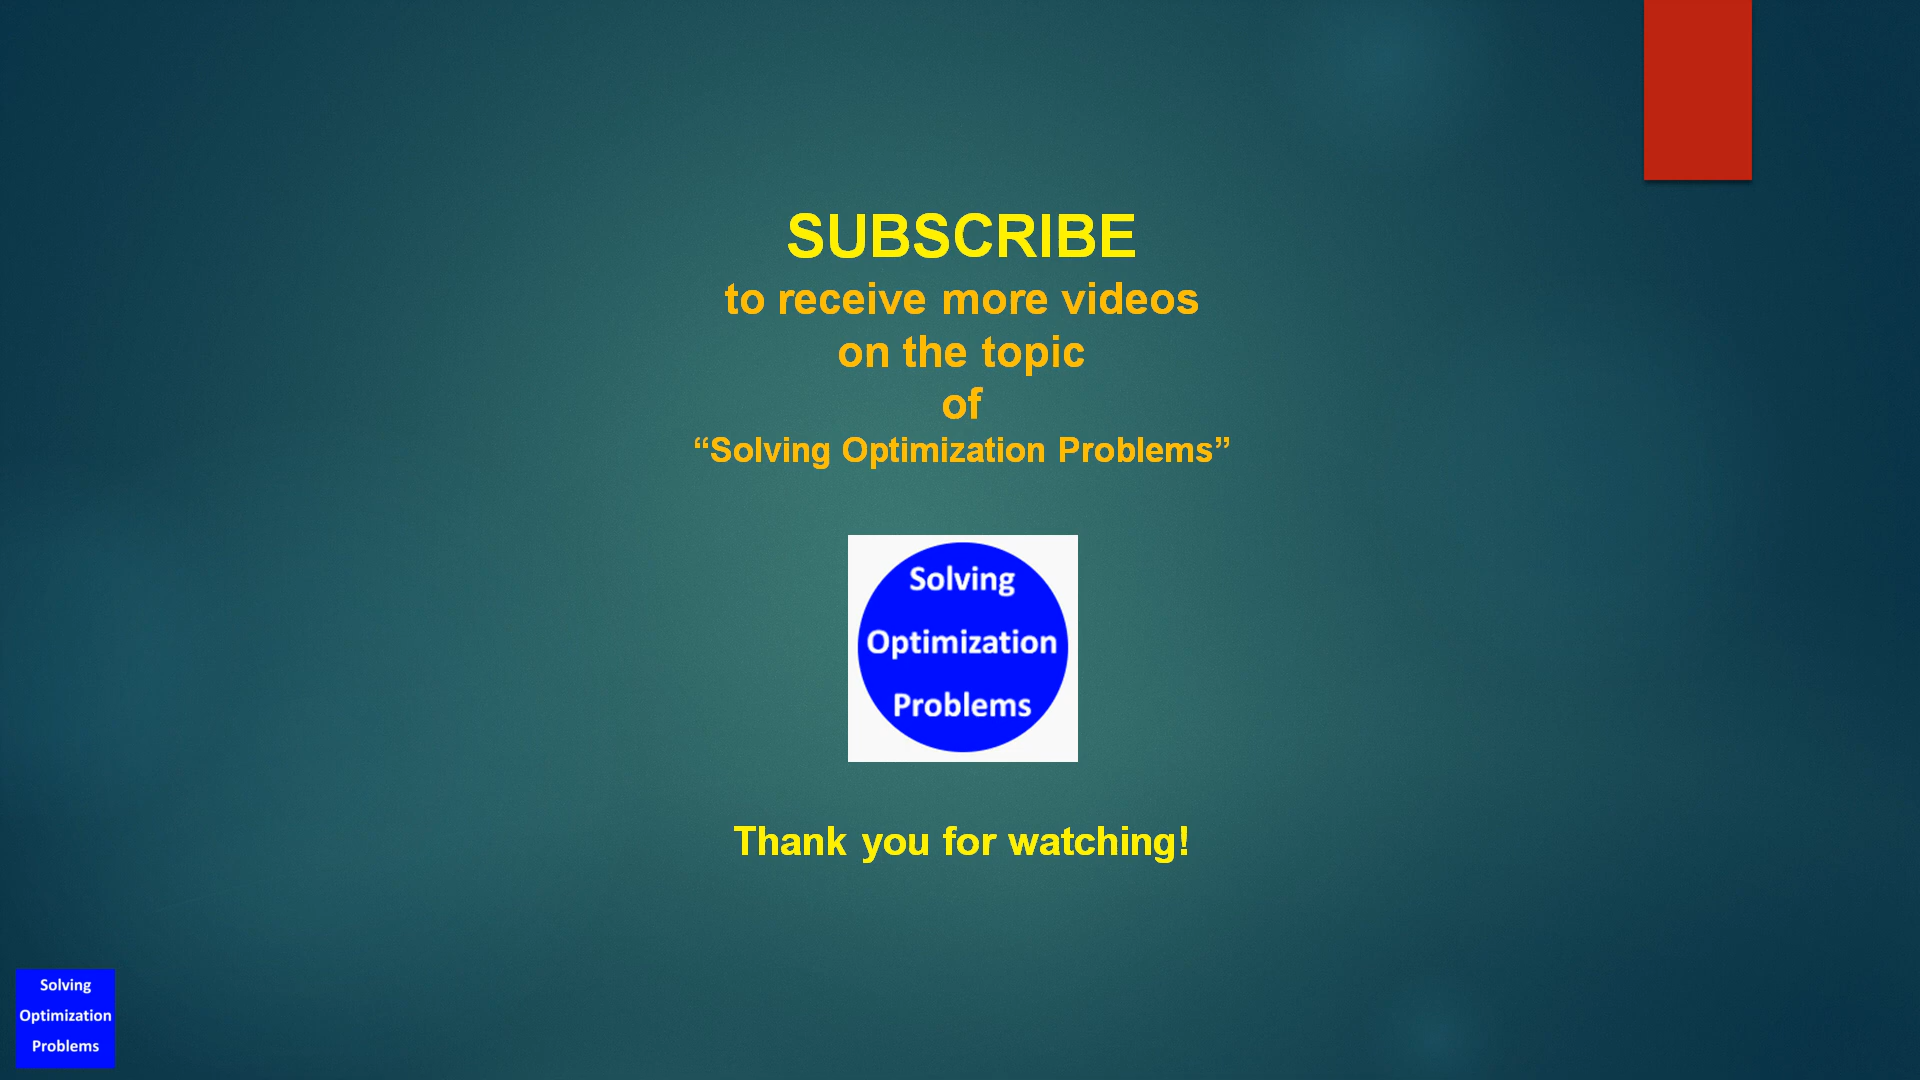 SUBSCRIBE
to receive more videos
on the topic
of
“Solving Optimization Problems”
Solving
Optimization
Problems
Thank you for watching!
Solving
Optimization
Problems